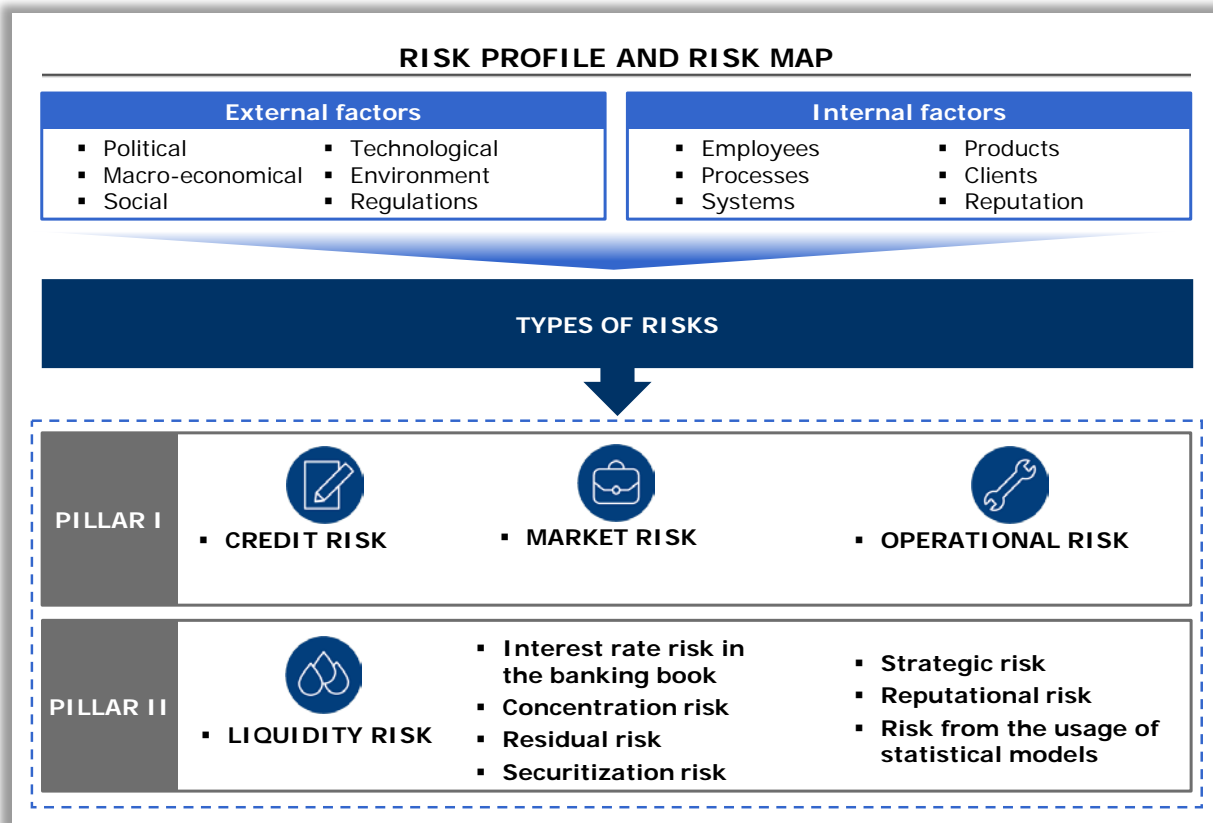 RISK PROFILE AND RISK MAP
External factors
▪ Political
▪ Macro-economical
▪ Social
▪ Technological
▪ Environment
▪ Regulations
Internal factors
▪ Employees
▪ Processes
▪ Systems
▪ Products
▪ Clients
▪ Reputation
TYPES OF RISKS
PILLAR I
▪ CREDIT RISK
▪ MARKET RISK
▪ OPERATIONAL RISK
PILLAR II
▪ LIQUIDITY RISK
▪ Interest rate risk in
the banking book
▪ Concentration risk
▪ Residual risk
▪ Securitization risk
▪ Strategic risk
▪ Reputational risk
▪ Risk from the usage of
statistical models